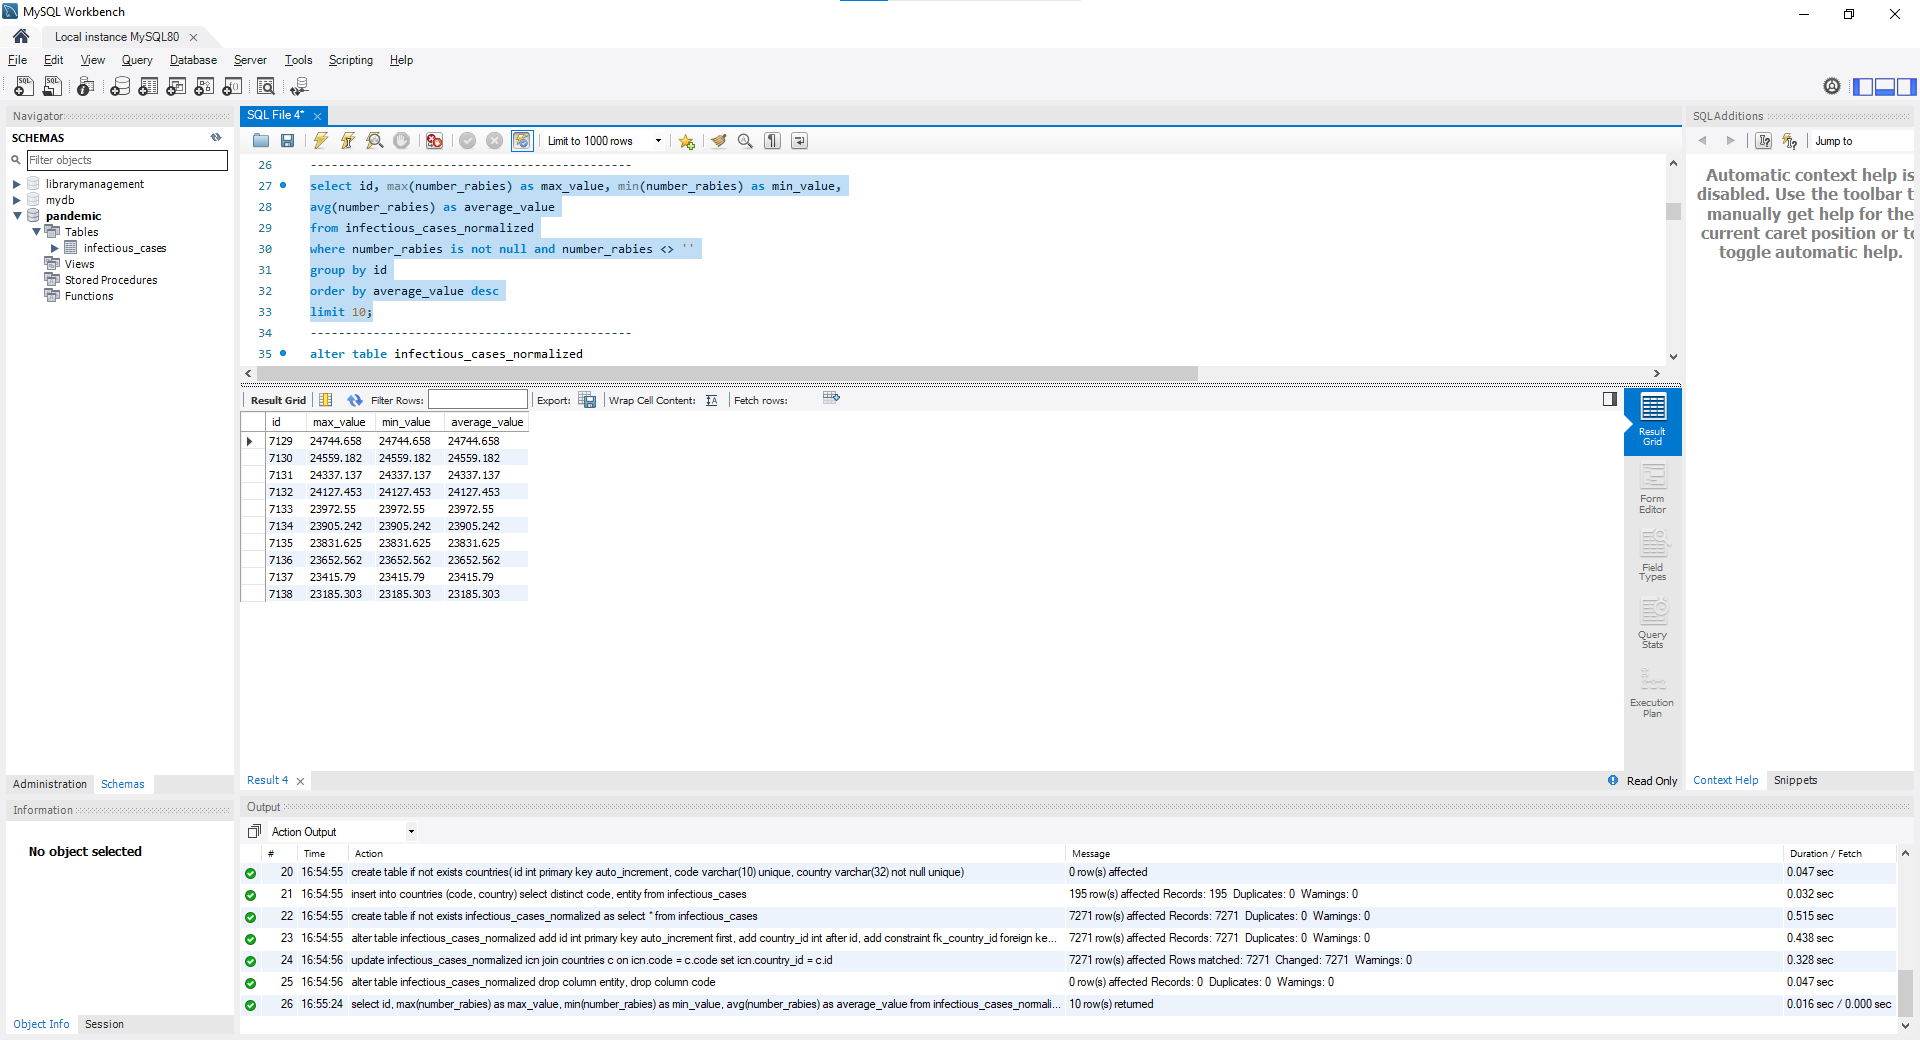 MySQL Workbench
Local instance MySQL80
File Edit View Query Database Server Tools Scripting Help
Navigator
SCHEMAS
Filter objects
librarymanagement
mydb
pandemic
Tables
infectious_cases
Views
Stored Procedures
Functions
Administration Schemas
Information
No object selected
Object Info Session
SQL File 4*
Limit to 1000 rows
26 ----------------------------------------------
27 select id, max(number_rabies) as max_value, min(number_rabies) as min_value,
28 avg(number_rabies) as average_value
29 from infectious_cases_normalized
30 where number_rabies is not null and number_rabies <> ''
31 group by id
32 order by average_value desc
33 limit 10;
34 ----------------------------------------------
35 alter table infectious_cases_normalized
Result Grid Filter Rows: Export: Wrap Cell Content: Fetch rows:
id max_value min_value average_value
7129 24744.658 24744.658 24744.658
7130 24559.182 24559.182 24559.182
7131 24337.137 24337.137 24337.137
7132 24127.453 24127.453 24127.453
7133 23972.55 23972.55 23972.55
7134 23905.242 23905.242 23905.242
7135 23831.625 23831.625 23831.625
7136 23652.562 23652.562 23652.562
7137 23415.79 23415.79 23415.79
7138 23185.303 23185.303 23185.303
Result
Grid
Form
Editor
Field
Types
Query
Stats
Execution
Plan
Result 4
Read Only
SQLAdditions
Jump to
Automatic context help is
disabled. Use the toolbar t
manually get help for the
current caret position or to
toggle automatic help.
Context Help Snippets
Output
Action Output
# Time Action Message Duration / Fetch
20 16:54:55 create table if not exists countries( id int primary key auto_increment, code varchar(10) unique, country varchar(32) not null unique) 0 row(s) affected 0.047 sec
21 16:54:55 insert into countries (code, country) select distinct code, entity from infectious_cases 195 row(s) affected Records: 195 Duplicates: 0 Warnings: 0 0.032 sec
22 16:54:55 create table if not exists infectious_cases_normalized as select * from infectious_cases 7271 row(s) affected Records: 7271 Duplicates: 0 Warnings: 0 0.515 sec
23 16:54:55 alter table infectious_cases_normalized add id int primary key auto_increment first, add country_id int after id, add constraint fk_country_id foreign ke... 7271 row(s) affected Records: 7271 Duplicates: 0 Warnings: 0 0.438 sec
24 16:54:56 update infectious_cases_normalized icn join countries c on icn.code = c.code set icn.country_id = c.id 7271 row(s) affected Rows matched: 7271 Changed: 7271 Warnings: 0 0.328 sec
25 16:54:56 alter table infectious_cases_normalized drop column entity, drop column code 0 row(s) affected Records: 0 Duplicates: 0 Warnings: 0 0.047 sec
26 16:55:24 select id, max(number_rabies) as max_value, min(number_rabies) as min_value, avg(number_rabies) as average_value from infectious_cases_normali... 10 row(s) returned 0.016 sec / 0.000 sec